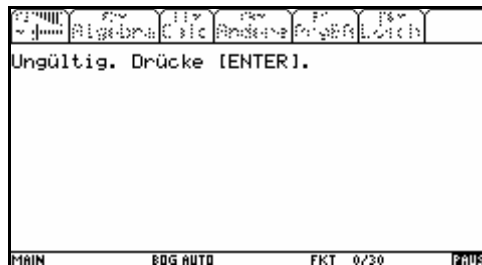 Algebra Calc Andere PrgEA Lösch
Ungültig. Drücke [ENTER].
MAIN BOG AUTO FKT 0/30 PAUS